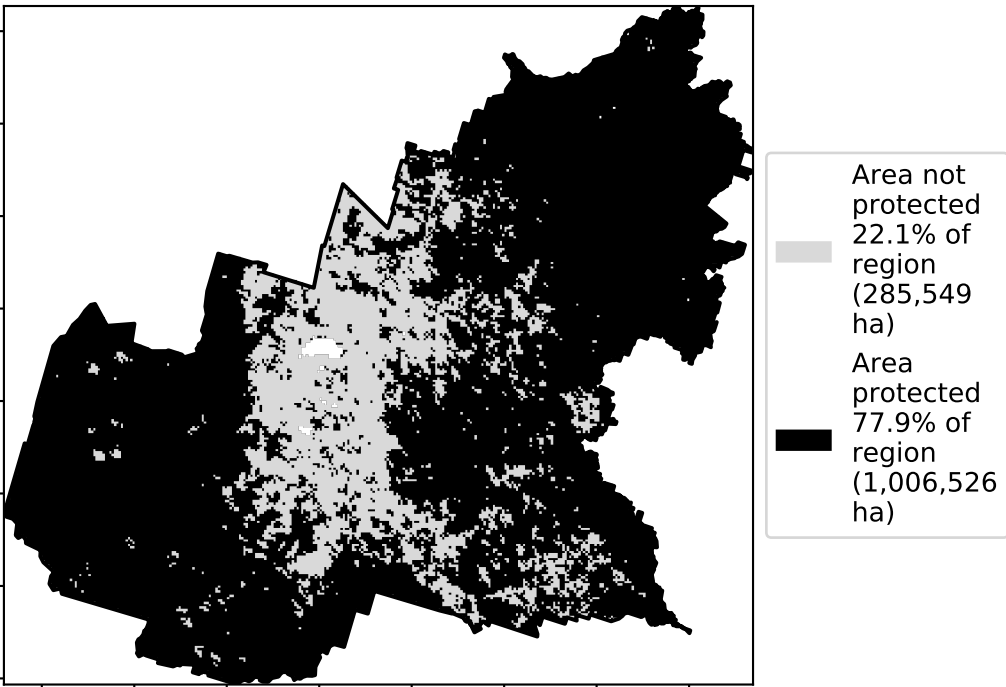 Area not
protected
22.1% of
region
(285,549
ha)
Area
protected
77.9% of
region
(1,006,526
ha)